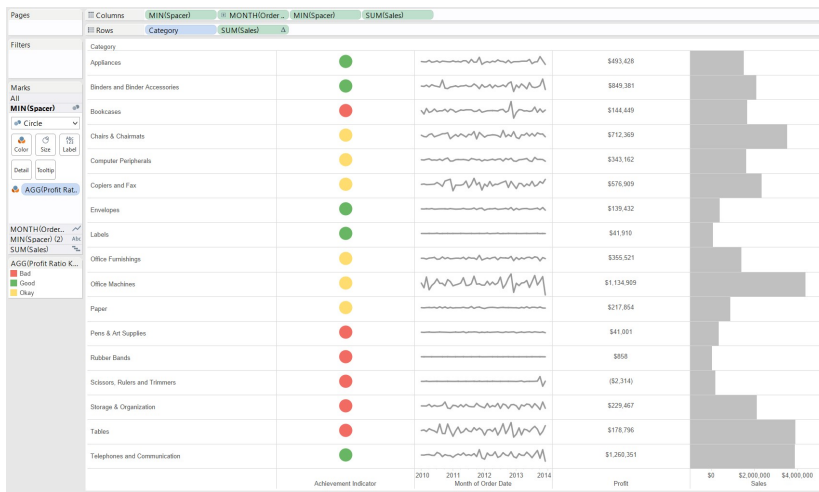 Pages
Columns MIN(Spacer) MONTH(Order .. MIN(Spacer) SUM(Sales)
Rows Category SUM(Sales) Δ
Filters
Marks
All
MIN(Spacer)
Circle
Color Size Label
Detail Tooltip
AGG(Profit Rat..
MONTH(Order...
MIN(Spacer) (2) Abc
SUM(Sales)
AGG(Profit Ratio K...
Bad
Good
Okay
Category
Appliances $493,428
Binders and Binder Accessories $849,381
Bookcases $144,449
Chairs & Chairmats $712,369
Computer Peripherals $343,162
Copiers and Fax $576,909
Envelopes $139,432
Labels $41,910
Office Furnishings $355,521
Office Machines $1,134,909
Paper $217,854
Pens & Art Supplies $41,001
Rubber Bands $858
Scissors, Rulers and Trimmers ($2,314)
Storage & Organization $229,467
Tables $178,796
Telephones and Communication $1,260,351
2010 2011 2012 2013 2014 $0 $2,000,000 $4,000,000
Achievement Indicator Month of Order Date Profit Sales